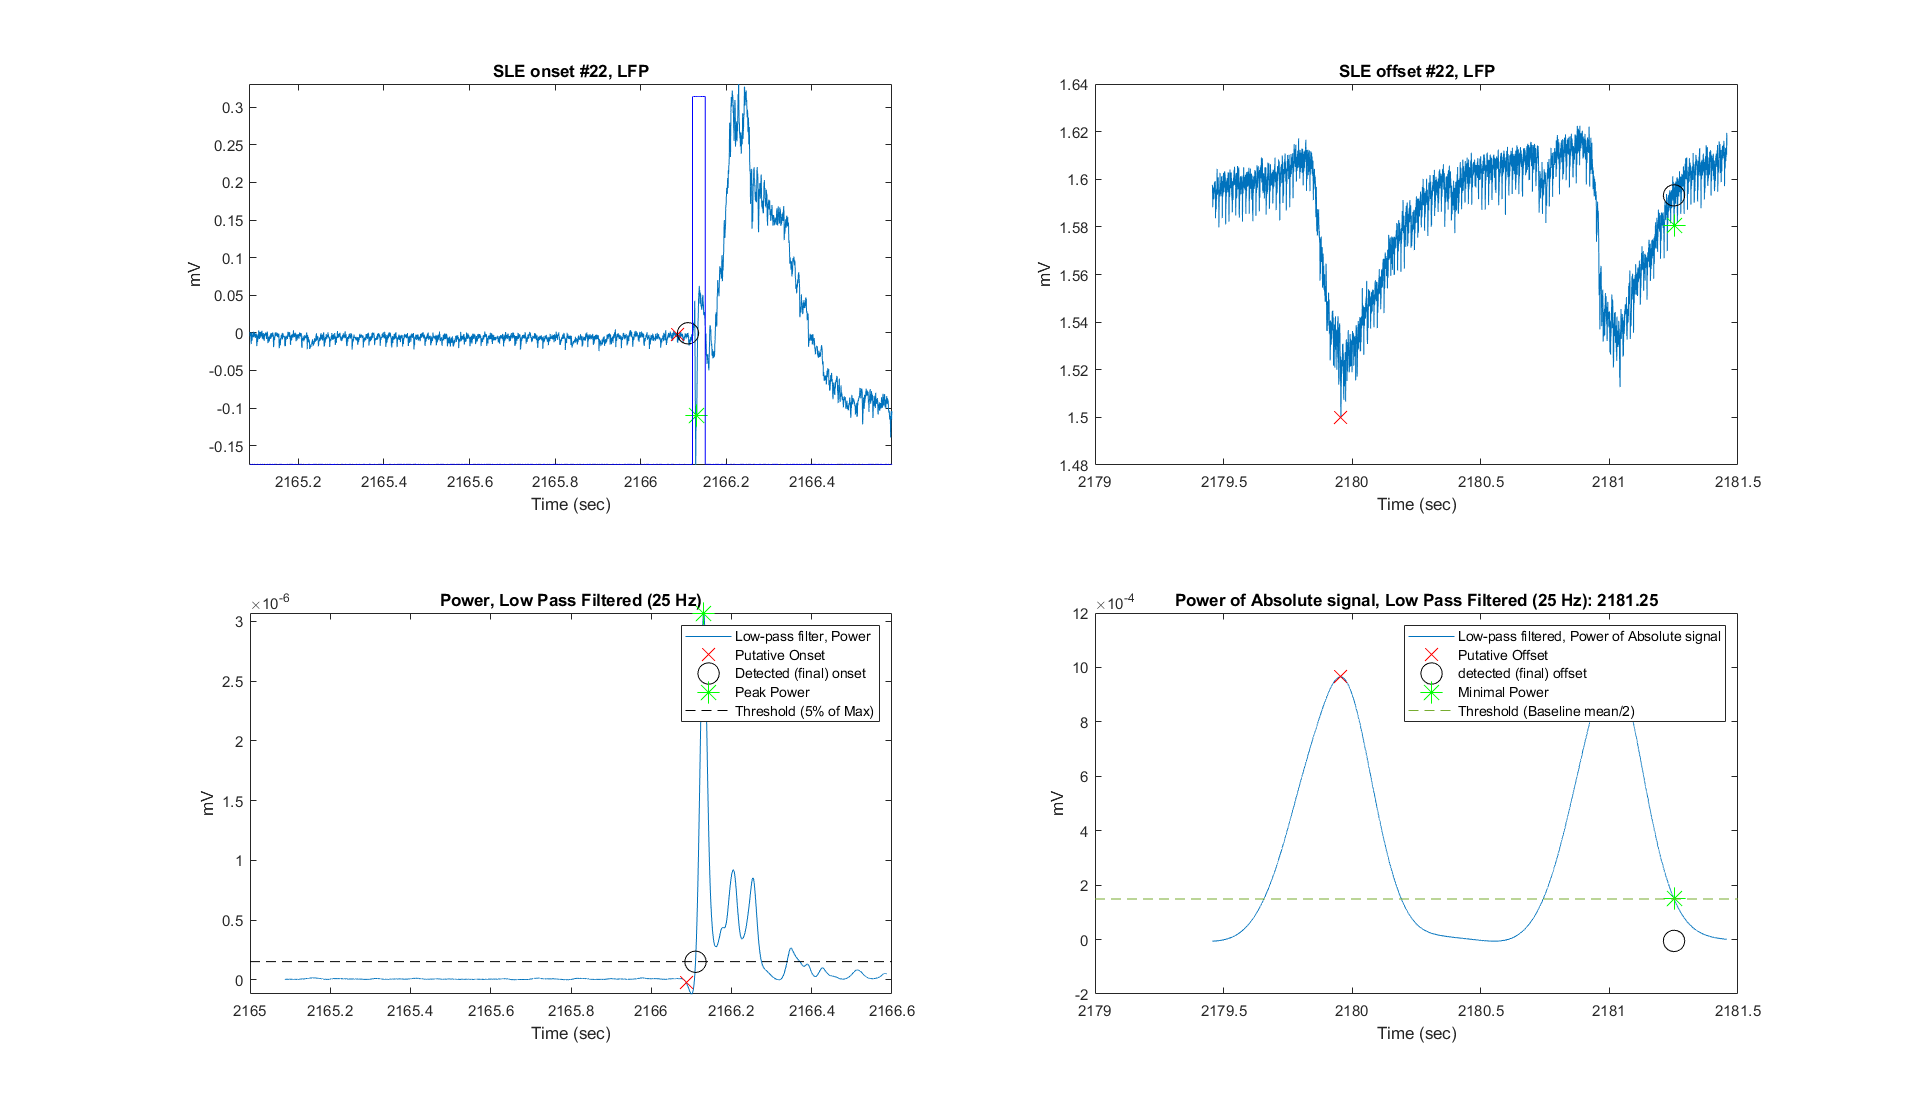 SLE onset #22, LFP
0.3
0.25
0.2
0.15
0.1
0.05
0
-0.05
-0.1
-0.15
mV
2165.2 2165.4 2165.6 2165.8 2166 2166.2 2166.4
Time (sec)
SLE offset #22, LFP
1.64
1.62
1.6
1.58
1.56
1.54
1.52
1.5
1.48
mV
2179 2179.5 2180 2180.5 2181 2181.5
Time (sec)
Power, Low Pass Filtered (25 Hz)
×10-6
3
2.5
2
1.5
1
0.5
0
mV
Low-pass filter, Power
Putative Onset
Detected (final) onset
Peak Power
Threshold (5% of Max)
2165 2165.2 2165.4 2165.6 2165.8 2166 2166.2 2166.4 2166.6
Time (sec)
Power of Absolute signal, Low Pass Filtered (25 Hz): 2181.25
×10-4
12
10
8
6
4
2
0
-2
mV
Low-pass filtered, Power of Absolute signal
Putative Offset
detected (final) offset
Minimal Power
Threshold (Baseline mean/2)
2179 2179.5 2180 2180.5 2181 2181.5
Time (sec)